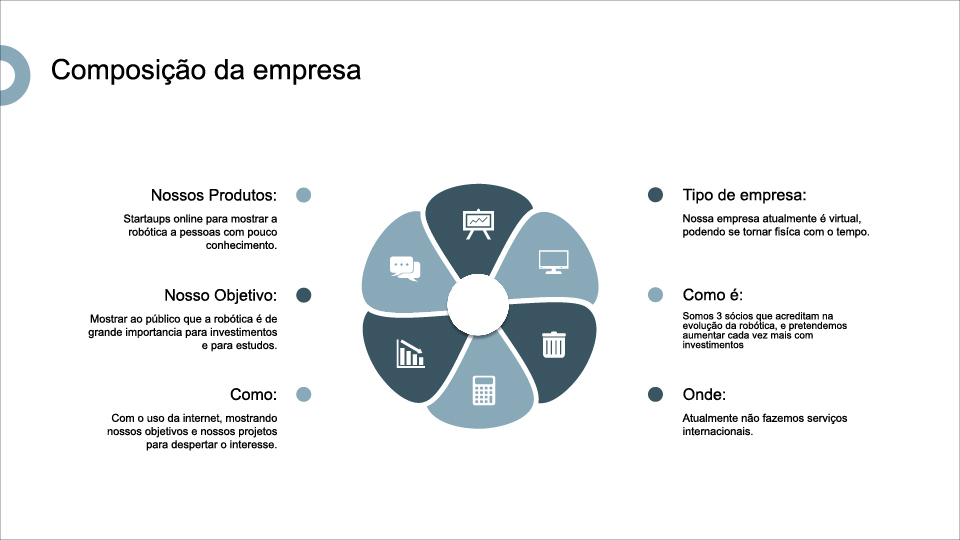 Composição da empresa
Nossos Produtos:
Startaups online para mostrar a
robótica a pessoas com pouco
conhecimento.
Nosso Objetivo:
Mostrar ao público que a robótica é de
grande importancia para investimentos
e para estudos.
Como:
Com o uso da internet, mostrando
nossos objetivos e nossos projetos
para despertar o interesse.
Tipo de empresa:
Nossa empresa atualmente é virtual,
podendo se tornar fisíca com o tempo.
Como é:
Somos 3 sócios que acreditam na
evolução da robótica, e pretendemos
aumentar cada vez mais com
investimentos
Onde:
Atualmente não fazemos serviços
internacionais.